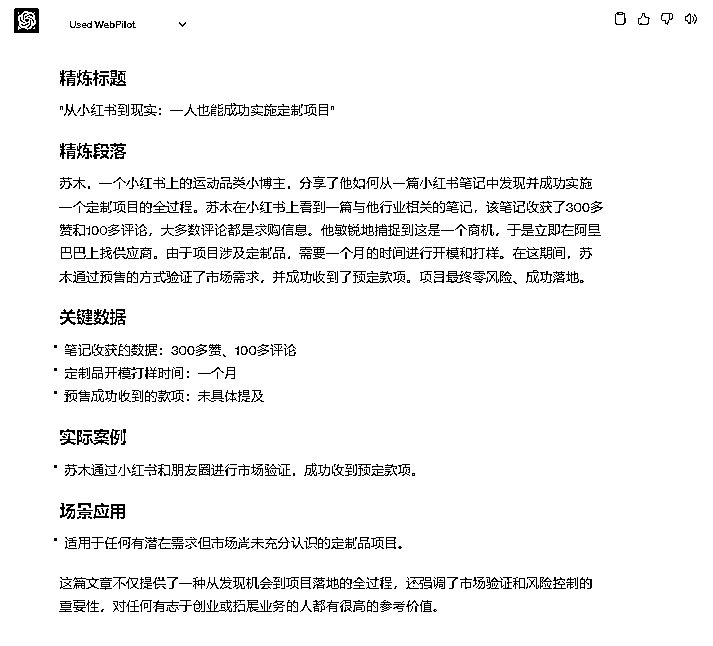 Used WebPilot
精炼标题
"从小红书到现实：一人也能成功实施定制项目"
精炼段落
苏木，一个小红书上的运动品类小博主，分享了他如何从一篇小红书笔记中发现并成功实施
一个定制项目的全过程。苏木在小红书上看到一篇与他行业相关的笔记，该笔记收获了300多
赞和100多评论，大多数评论都是求购信息。他敏锐地捕捉到这是一个商机，于是立即在阿里
巴巴上找供应商。由于项目涉及定制品，需要一个月的时间进行开模和打样。在这期间，苏
木通过预售的方式验证了市场需求，并成功收到了预定款项。项目最终零风险、成功落地。
关键数据
• 笔记收获的数据：300多赞、100多评论
• 定制品开模打样时间：一个月
• 预售成功收到的款项：未具体提及
实际案例
• 苏木通过小红书和朋友圈进行市场验证，成功收到预定款项。
场景应用
• 适用于任何有潜在需求但市场尚未充分认识的定制品项目。
这篇文章不仅提供了一种从发现机会到项目落地的全过程，还强调了市场验证和风险控制的
重要性，对任何有志于创业或拓展业务的人都有很高的参考价值。